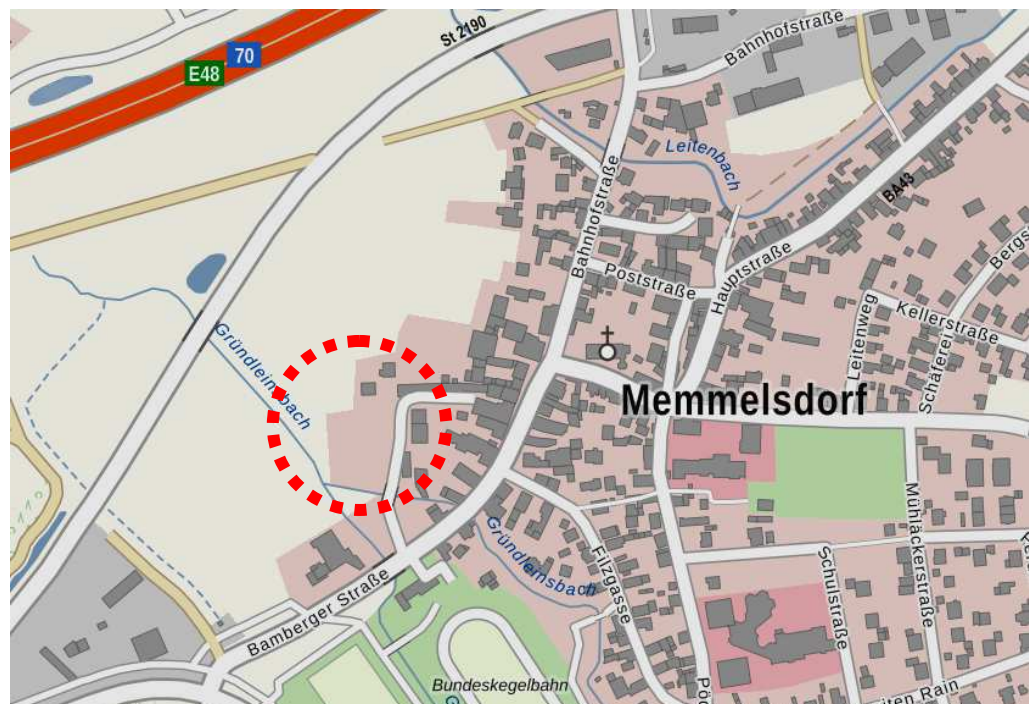 St 2190
70
E48
Bahnhofstraße
Leitenbach
BA43
Bahnhofstraße
Poststraße
Hauptstraße
Leitenweg
Kellerstraße
Schäferei
Gründleinsbach
Memmelsdorf
Gründleinsbach
Filzgasse
Mühläckerstraße
Schulstraße
Bamberger Straße
Bundeskegelbahn